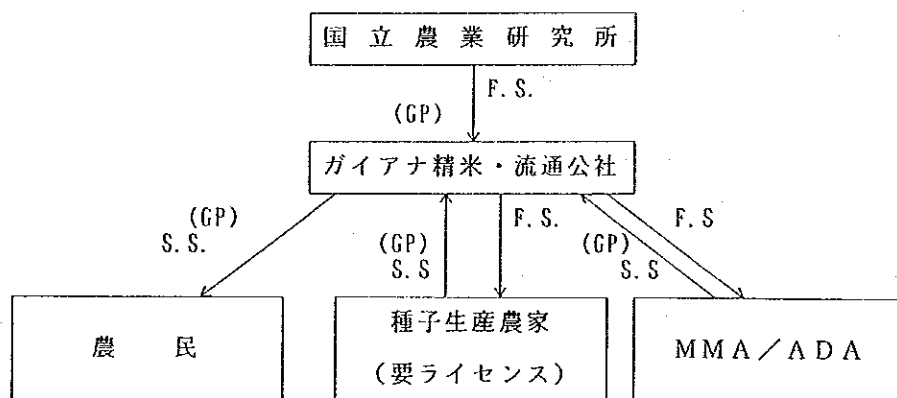 国立農業研究所
F.S.
(GP)
ガイアナ精米・流通公社
(GP)
S.S.
(GP)
S.S
F.S.
(GP)
S.S
F.S
農民
種子生産農家
(要ライセンス)
MMA/ADA